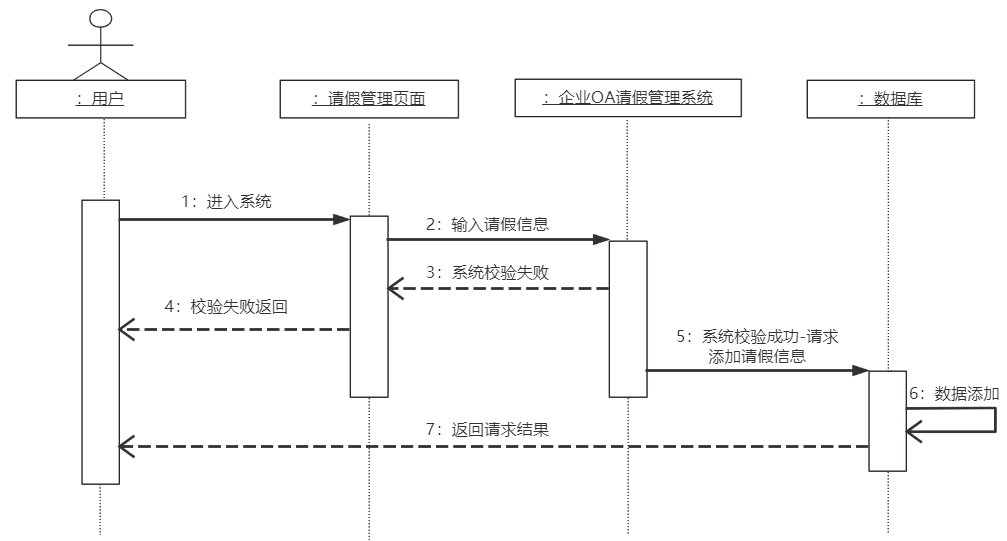 ：用户
：请假管理页面
：企业OA请假管理系统
：数据库
1：进入系统
2：输入请假信息
3：系统校验失败
4：校验失败返回
5：系统校验成功-请求
添加请假信息
6：数据添加
7：返回请求结果